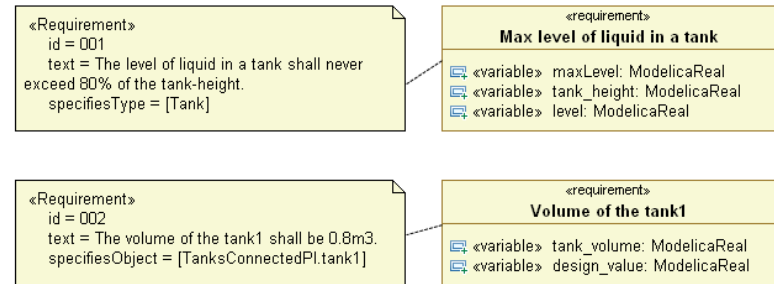 «Requirement»
id = 001
text = The level of liquid in a tank shall never
exceed 80% of the tank-height.
specifiesType = [Tank]
«requirement»
Max level of liquid in a tank
«variable» maxLevel: ModelicaReal
«variable» tank_height: ModelicaReal
«variable» level: ModelicaReal
«Requirement»
id = 002
text = The volume of the tank1 shall be 0.8m3.
specifiesObject = [TanksConnectedPI.tank1]
«requirement»
Volume of the tank1
«variable» tank_volume: ModelicaReal
«variable» design_value: ModelicaReal